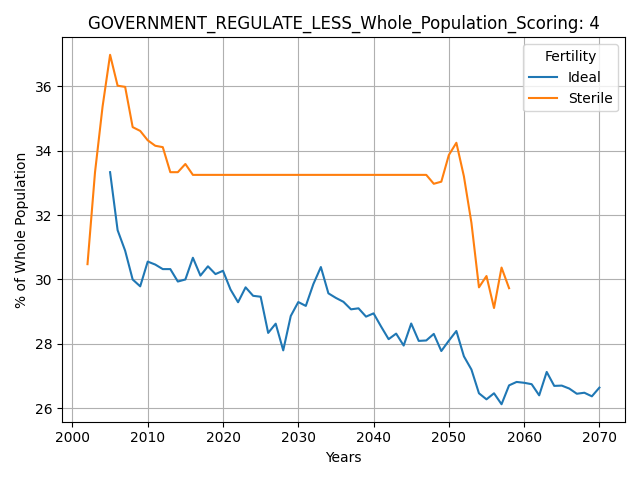 GOVERNMENT_REGULATE_LESS_Whole_Population_Scoring: 4
Fertility
Ideal
Sterile
% of Whole Population
36
34
32
30
28
26
2000 2010 2020 2030 2040 2050 2060 2070
Years